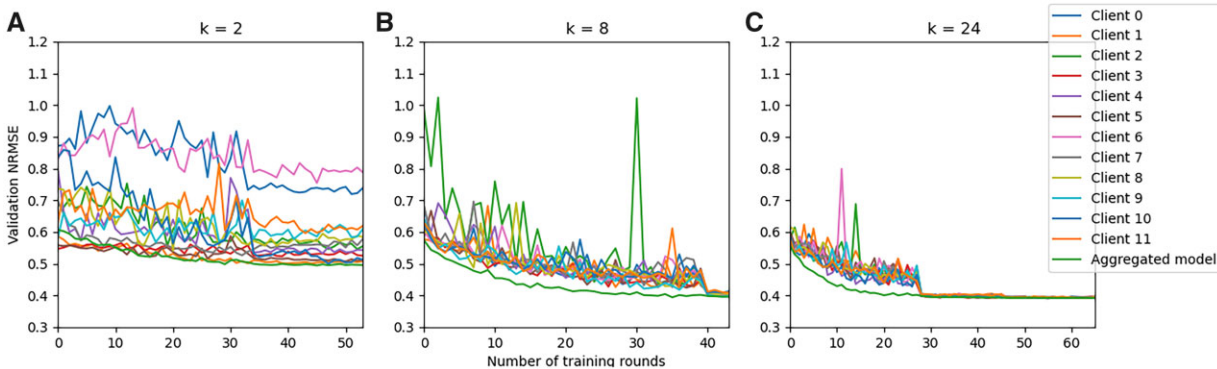 A
k = 2
Validation NRMSE
1.2
1.1
1.0
0.9
0.8
0.7
0.6
0.5
0.4
0.3
0
10
20
30
40
50
B
k = 8
1.2
1.1
1.0
0.9
0.8
0.7
0.6
0.5
0.4
0.3
0
10
20
30
40
Number of training rounds
C
k = 24
1.2
1.1
1.0
0.9
0.8
0.7
0.6
0.5
0.4
0.3
0
10
20
30
40
50
60
Client 0
Client 1
Client 2
Client 3
Client 4
Client 5
Client 6
Client 7
Client 8
Client 9
Client 10
Client 11
Aggregated model